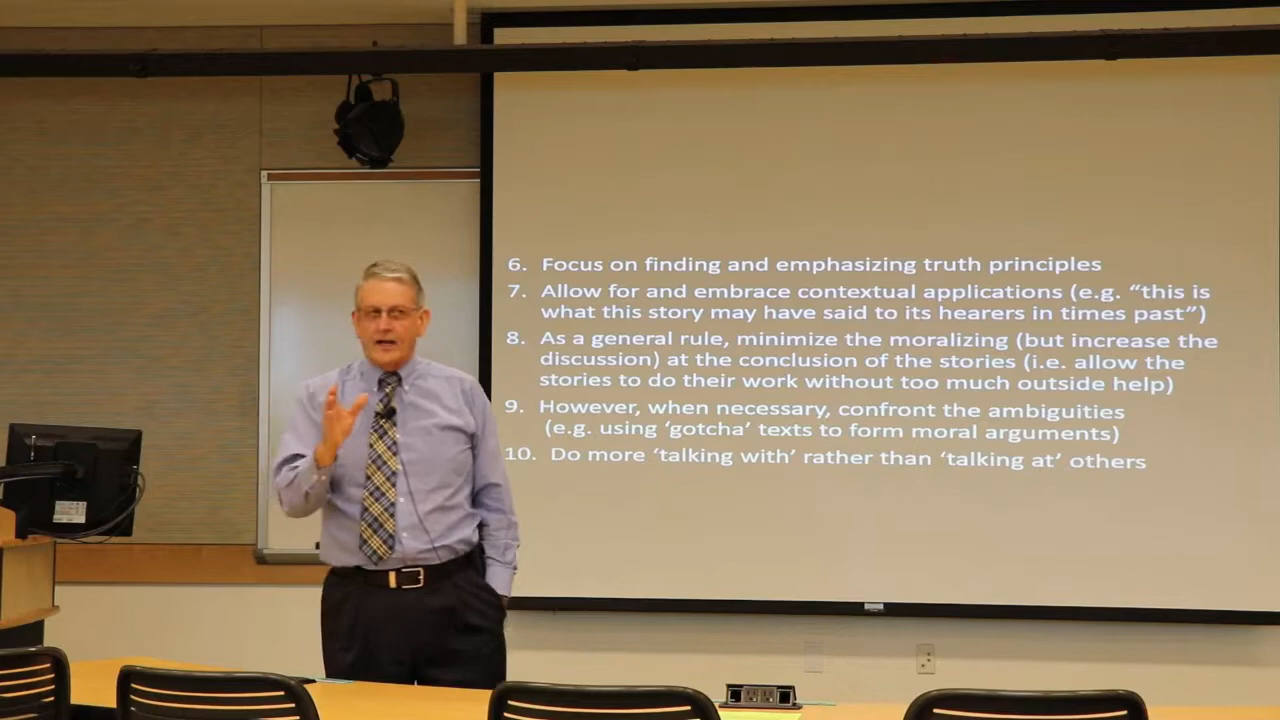 6. Focus on finding and emphasizing truth principles
7. Allow for and embrace contextual applications (e.g. “this is
what this story may have said to its hearers in times past”)
8. As a general rule, minimize the moralizing (but increase the
discussion) at the conclusion of the stories (i.e. allow the
stories to do their work without too much outside help)
9. However, when necessary, confront the ambiguities
(e.g. using ‘gotcha’ texts to form moral arguments)
10. Do more ‘talking with’ rather than ‘talking at’ others